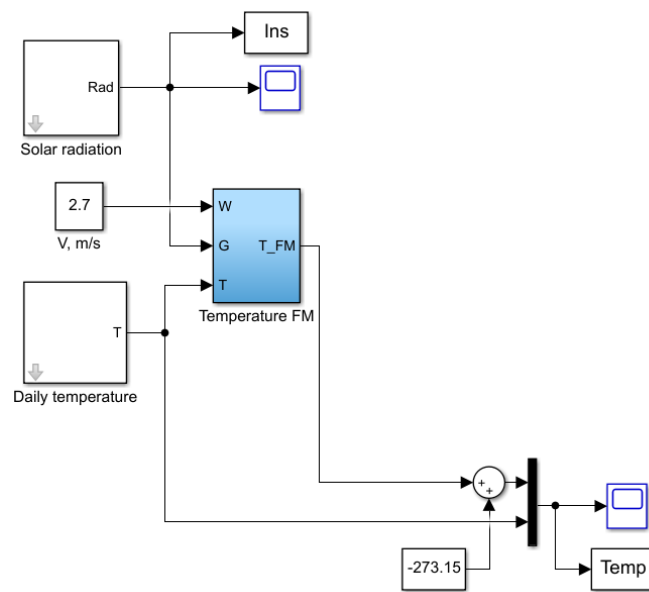 Ins
Rad
Solar radiation
2.7
V, m/s
W
G
T_FM
T
Temperature FM
T
Daily temperature
+
+
-273.15
Temp